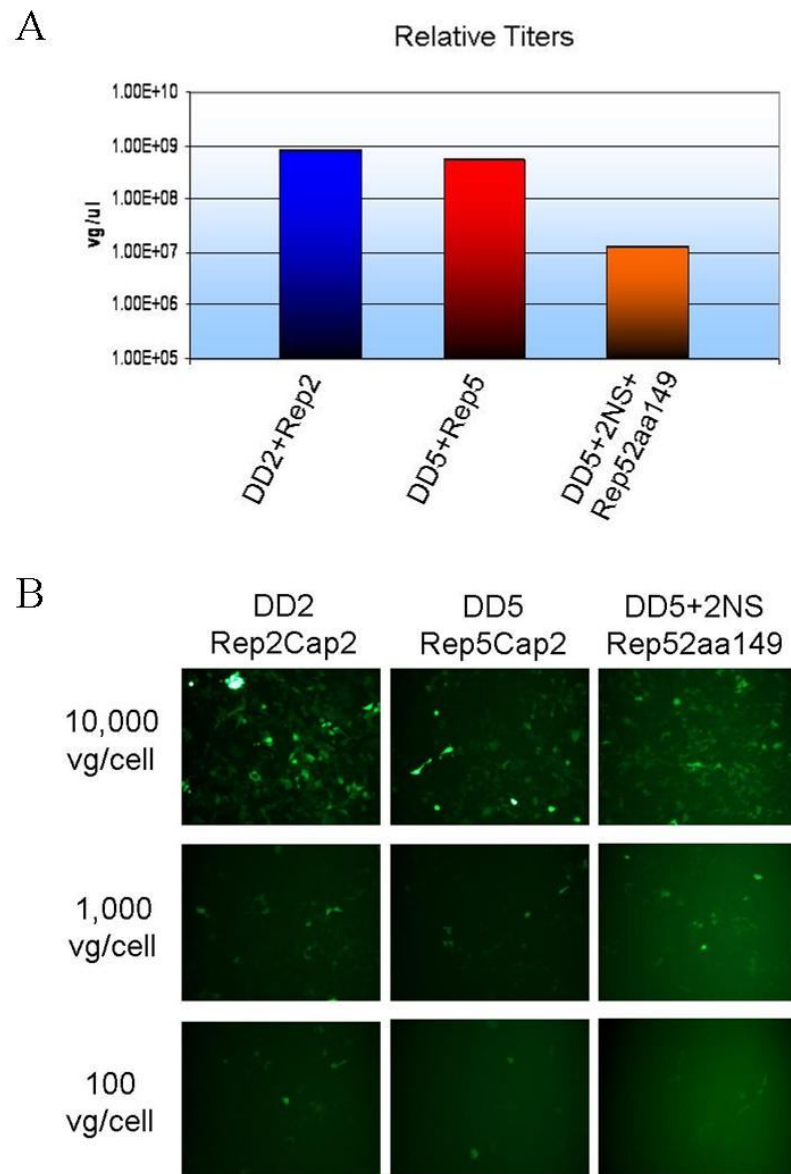 A
Relative Titers
1.00E+10
1.00E+09
1.00E+08
1.00E+07
1.00E+06
1.00E+05
vg/ul
DD2+Rep2
DD5+Rep5
DD5+2NS+
Rep52aa149
B
DD2
Rep2Cap2
DD5
Rep5Cap2
DD5+2NS
Rep52aa149
10,000
vg/cell
1,000
vg/cell
100
vg/cell